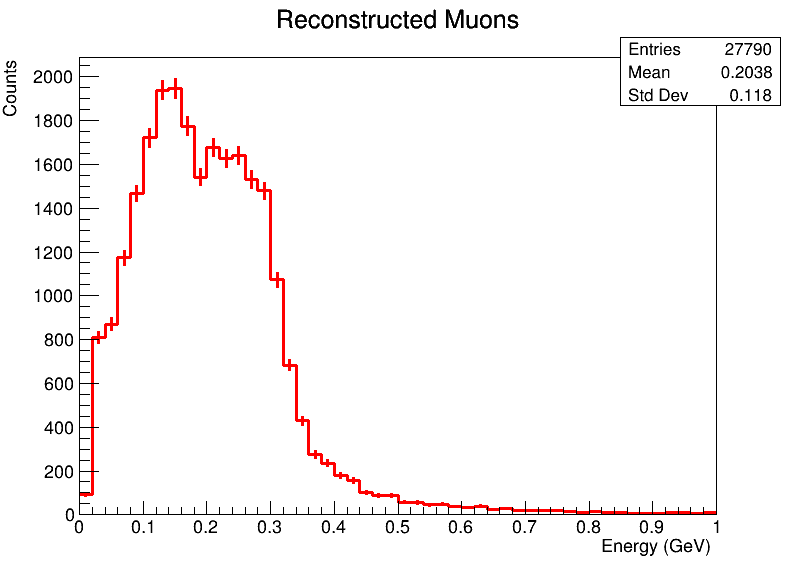 Reconstructed Muons
Entries 27790
Mean 0.2038
Std Dev 0.118
Counts
2000
1800
1600
1400
1200
1000
800
600
400
200
0
0 0.1 0.2 0.3 0.4 0.5 0.6 0.7 0.8 0.9 1
Energy (GeV)